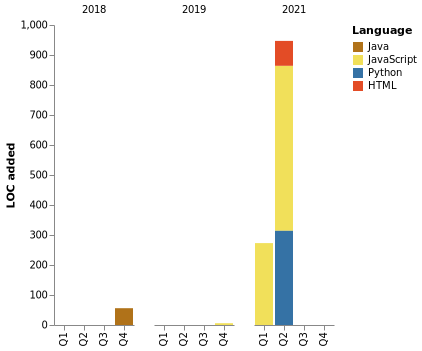 2018 2019 2021
Language
Java
JavaScript
Python
HTML
LOC added
1,000
900
800
700
600
500
400
300
200
100
0
Q1 Q2 Q3 Q4 Q1 Q2 Q3 Q4 Q1 Q2 Q3 Q4